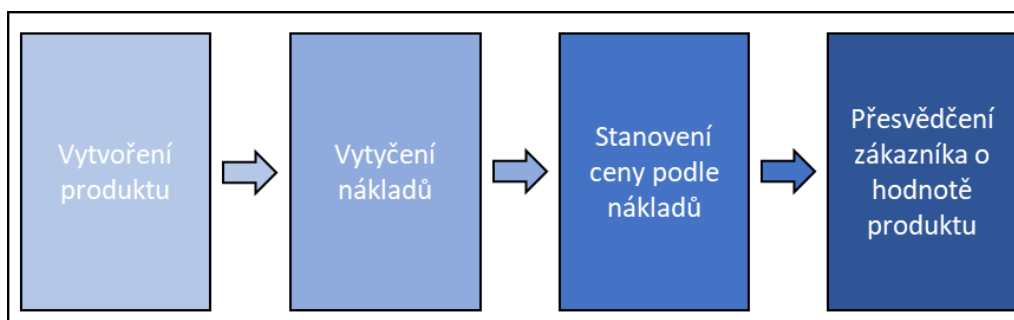 Vytvoření
produktu
Vytyčení
nákladů
Stanovení
ceny podle
nákladů
Přesvědčení
zákazníka o
hodnotě
produktu